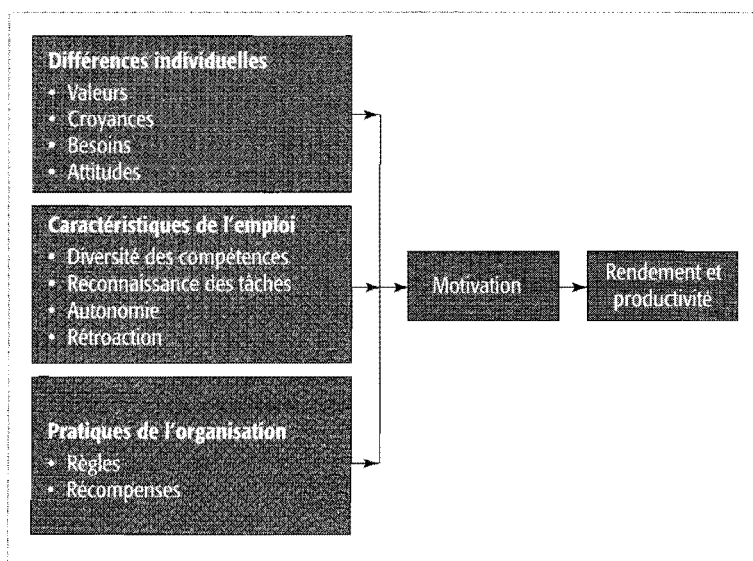 Différences individuelles
• Valeurs
• Croyances
• Besoins
• Attitudes
Caractéristiques de l'emploi
• Diversité des compétences
• Reconnaissance des tâches
• Autonomie
• Rétroaction
Pratiques de l'organisation
• Règles
• Récompenses
Motivation
Rendement et
productivité